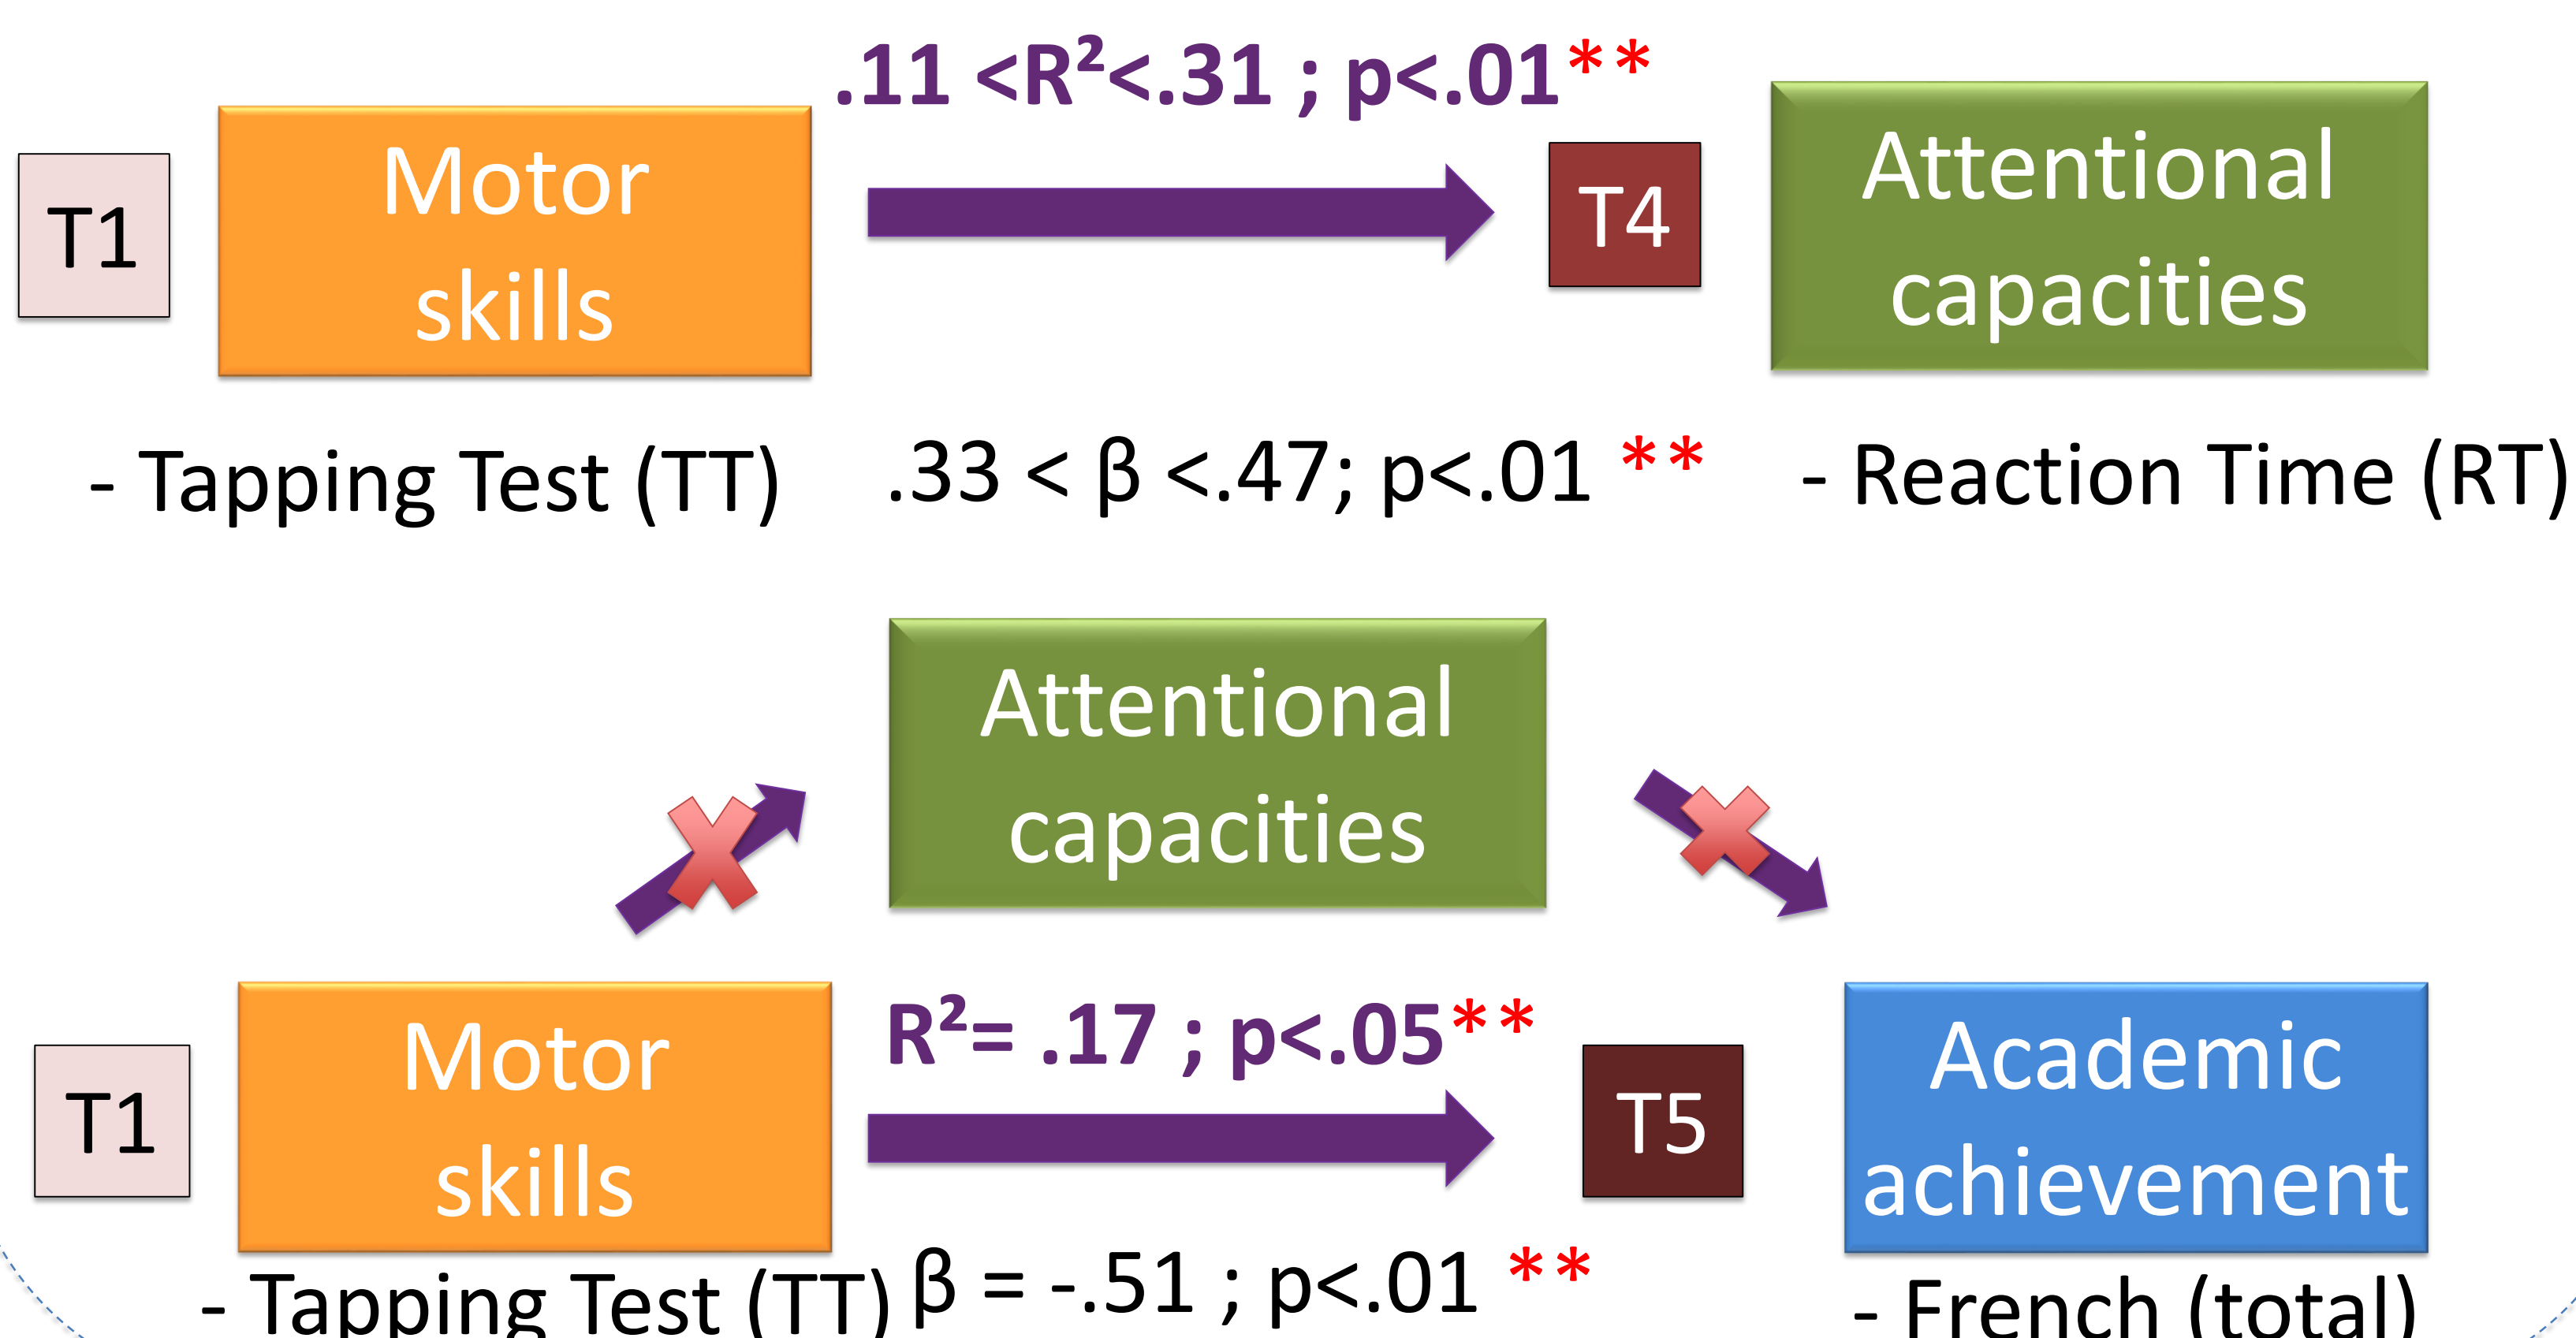 .11 <R²<.31 ; p<.01**
T1
Motor
skills
T4
Attentional
capacities
- Tapping Test (TT)
.33 < β <.47; p<.01 **
- Reaction Time (RT)
Attentional
capacities
T1
Motor
skills
R²= .17 ; p<.05**
T5
Academic
achievement
- Tapping Test (TT)
β = -.51 ; p<.01 **
- French (total)